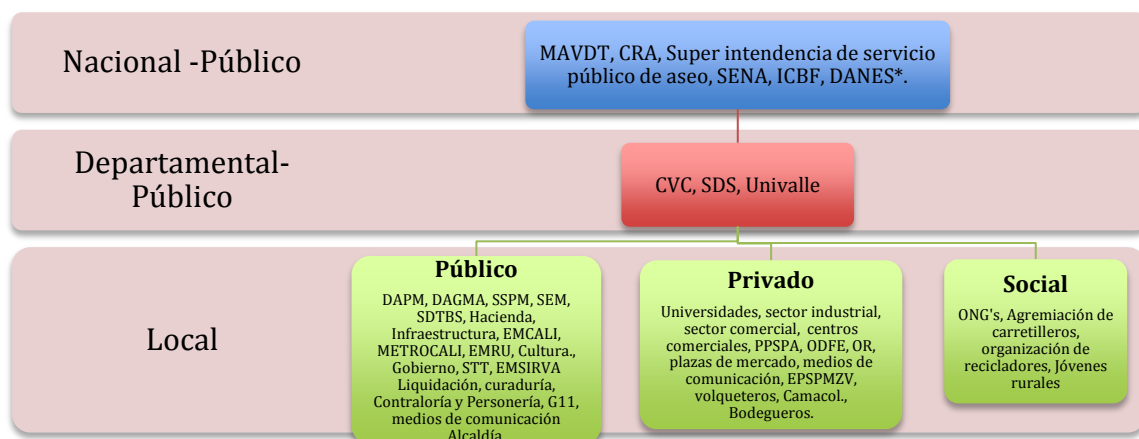 Nacional -Público
MAVDT, CRA, Super intendencia de servicio
público de aseo, SENA, ICBF, DANES*.
Departamental-
Público
CVC, SDS, Univalle
Local
Público
DAPM, DAGMA, SSPM, SEM,
SDTBS, Hacienda,
Infraestructura, EMCALI,
METROCALI, EMRU, Cultura.,
Gobierno, STT, EMSIRVA
Liquidación, curaduría,
Contraloría y Personería, G11,
medios de comunicación
Alcaldía
Privado
Universidades, sector industrial,
sector comercial, centros
comerciales, PPSPA, ODFE, OR,
plazas de mercado, medios de
comunicación, EPSPMZV,
volqueteros, Camacol.,
Bodegueros.
Social
ONG's, Agremiación de
carretilleros,
organización de
recicladores, Jóvenes
rurales